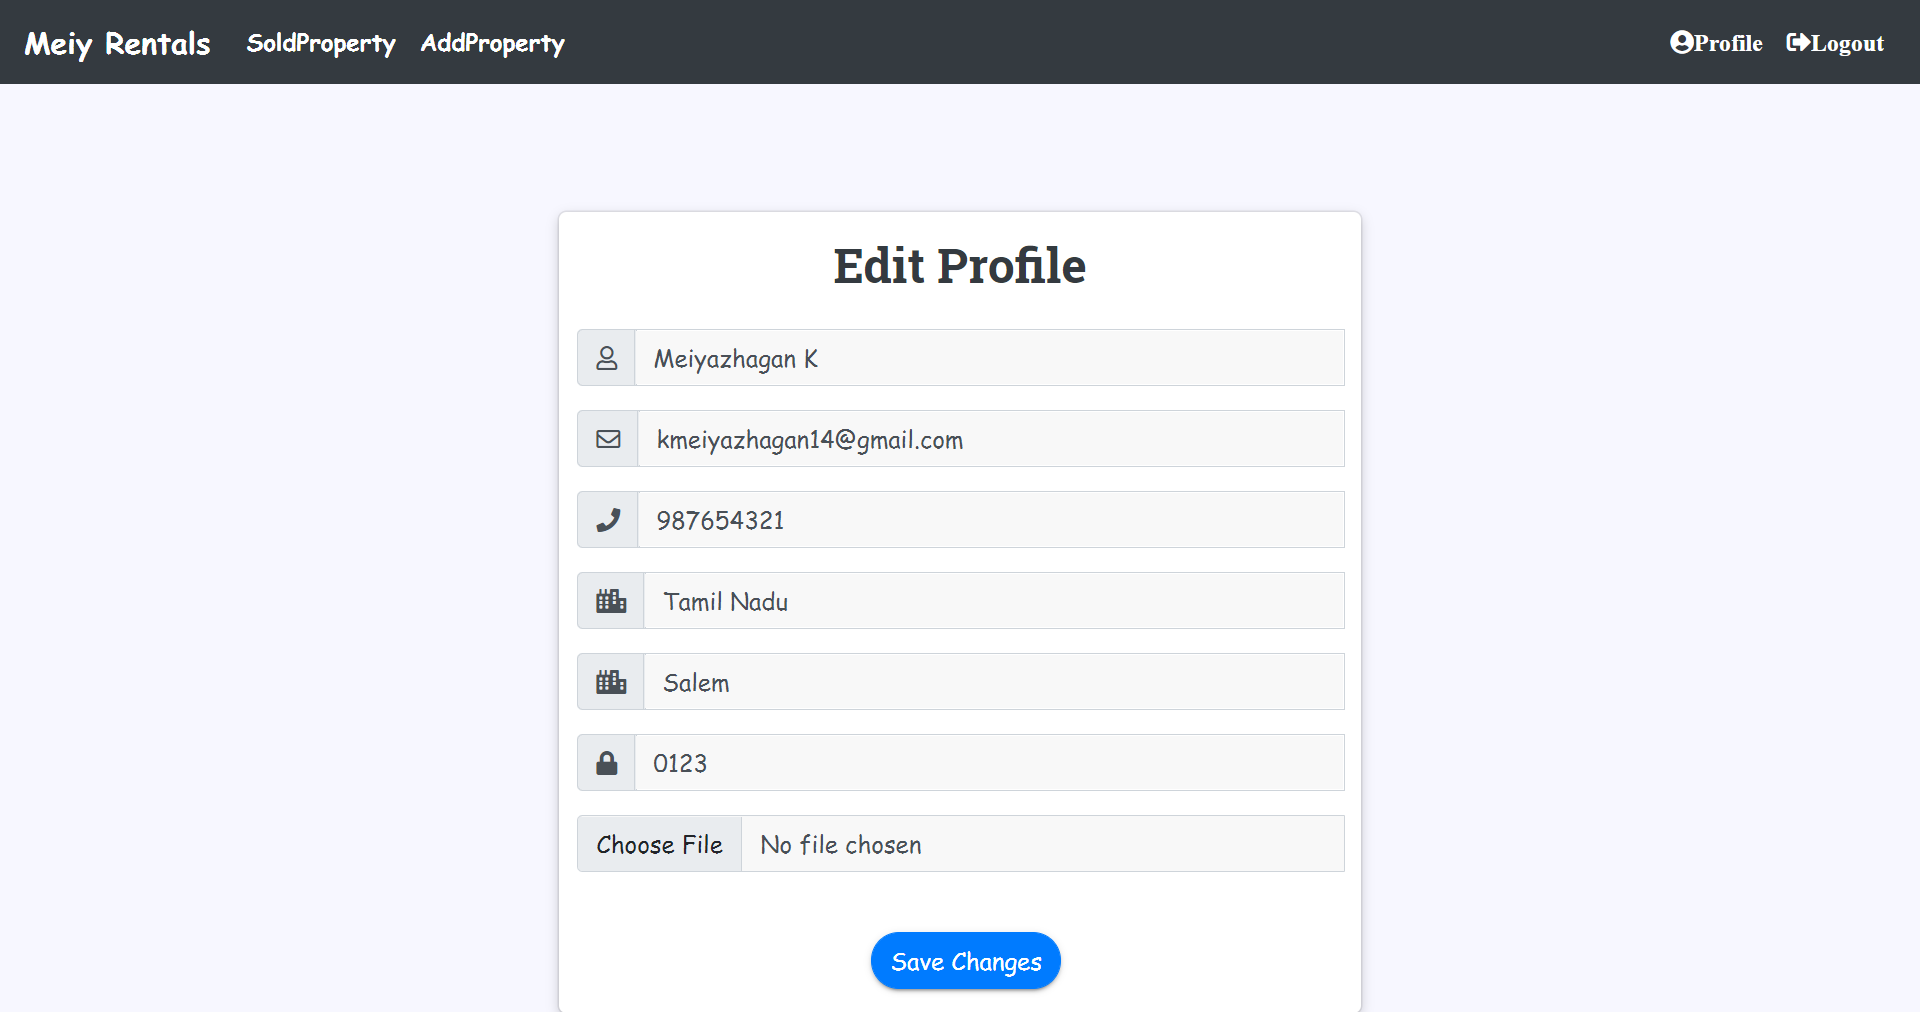 Meiy Rentals SoldProperty AddProperty Profile Logout
Edit Profile
Meiyazhagan K
kmeiyazhagan14@gmail.com
987654321
Tamil Nadu
Salem
0123
Choose File No file chosen
Save Changes